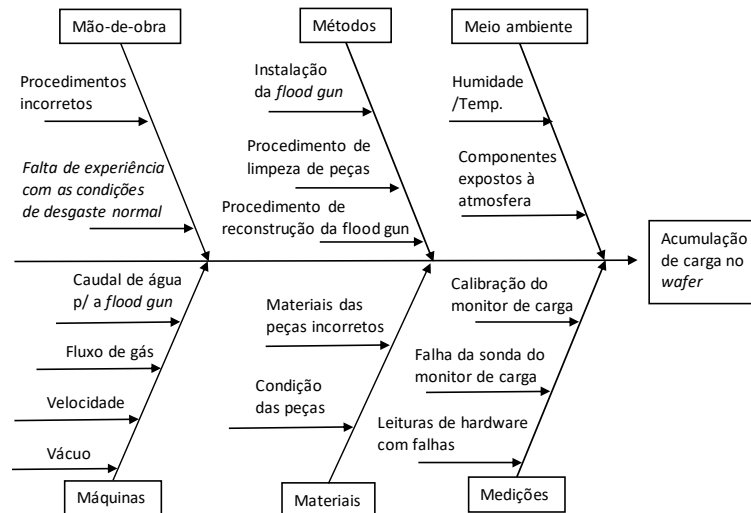 Mão-de-obra
Métodos
Meio ambiente
Procedimentos
incorretos
Falta de experiência
com as condições
de desgaste normal
Instalação
da flood gun
Procedimento de
limpeza de peças
Procedimento de
reconstrução da flood gun
Humidade
/Temp.
Componentes
expostos à
atmosfera
Acumulação
de carga no
wafer
Caudal de água
p/ a flood gun
Fluxo de gás
Velocidade
Vácuo
Materiais das
peças incorretos
Condição
das peças
Calibração do
monitor de carga
Falha da sonda do
monitor de carga
Leituras de hardware
com falhas
Máquinas
Materiais
Medições